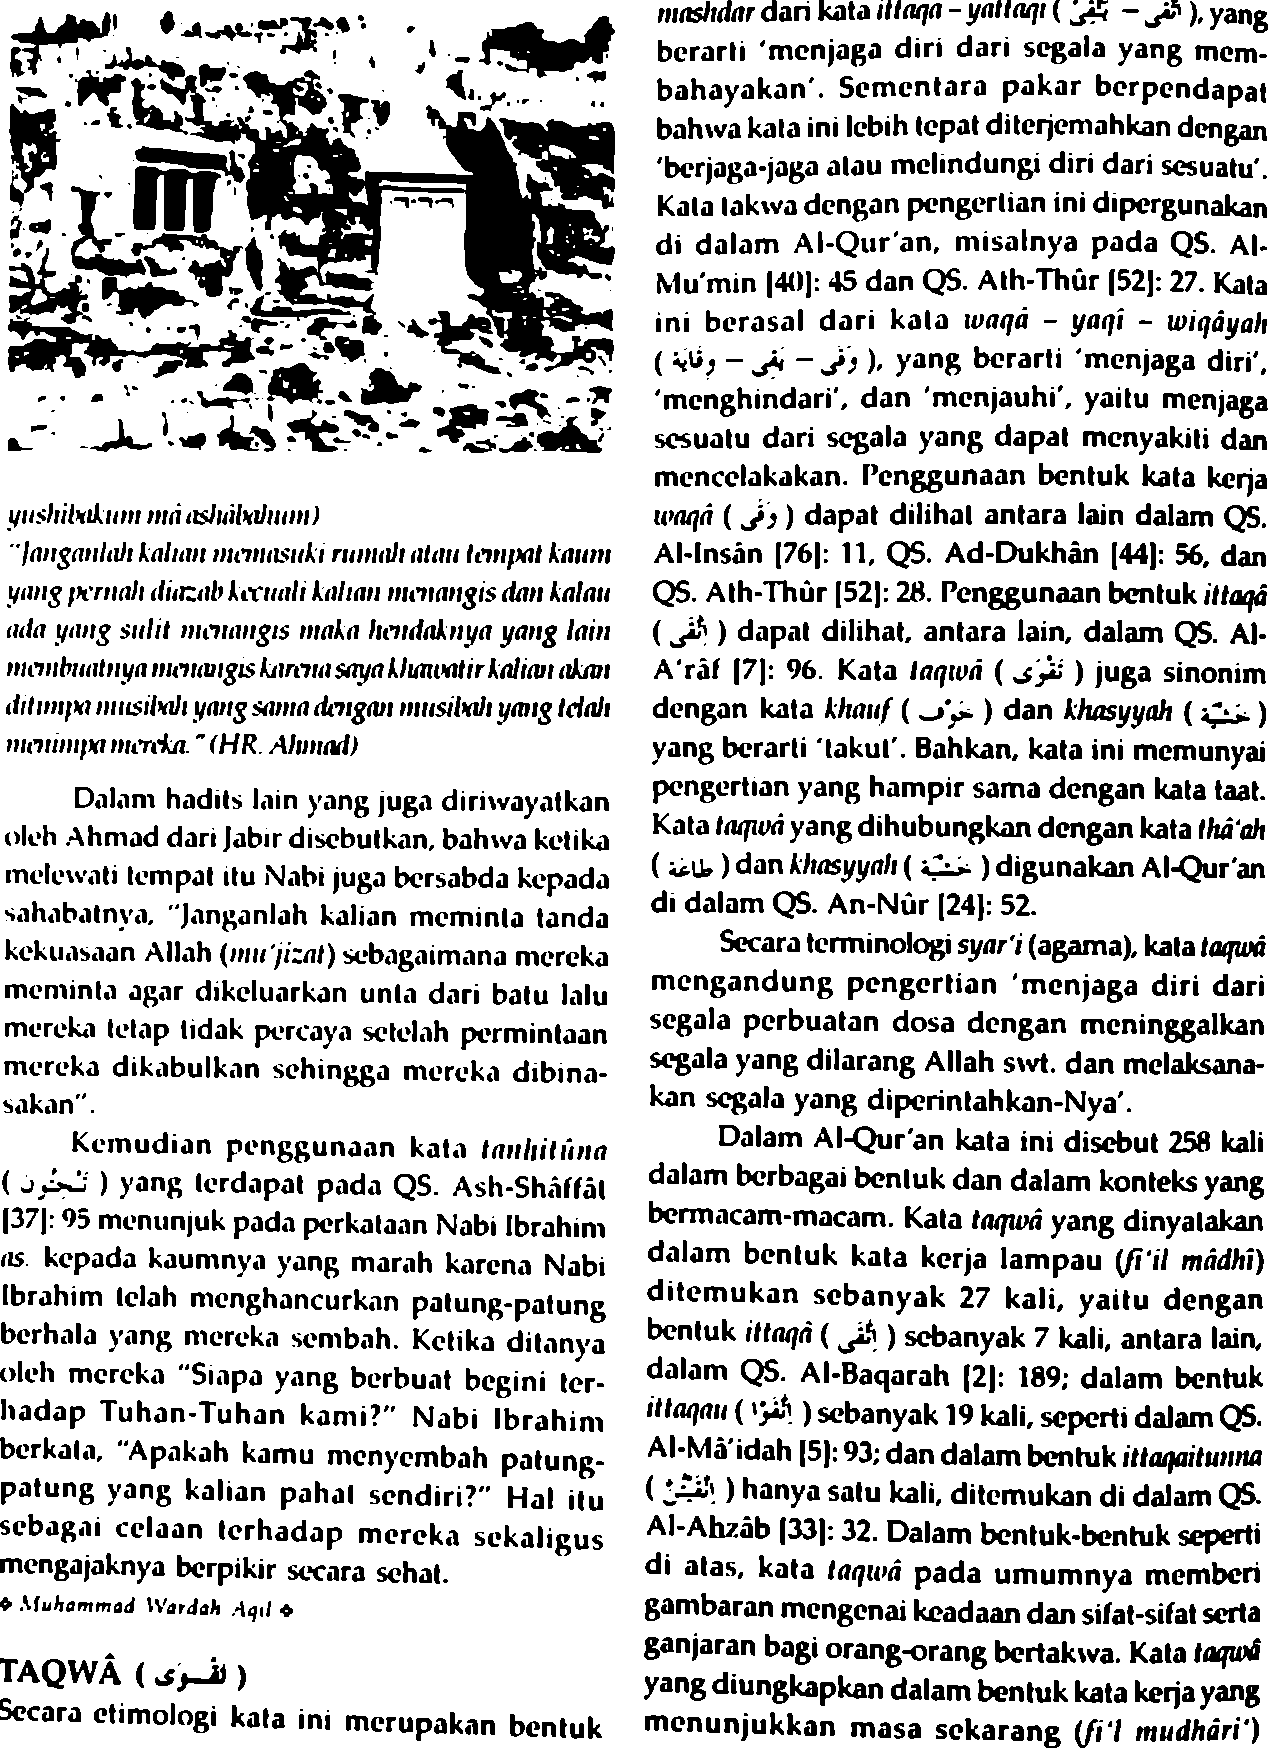 yushîbakum mâ ashâbahum)
"Janganlah kalian memasuki rumah atau tempat kaum
yang pernah diazab kecuali kalian menangis dan kalau
ada yang sulit menangis maka hendaknya yang lain
membuatnya menangis karena saya khawatir kalian akan
ditimpa musibah yang sama dengan musibah yang telah
menimpa mereka." (HR. Ahmad)
Dalam hadits lain yang juga diriwayatkan
oleh Ahmad dari Jabir disebutkan, bahwa ketika
melewati tempat itu Nabi juga bersabda kepada
sahabatnya, "Janganlah kalian meminta tanda
kekuasaan Allah (mu'jizat) sebagaimana mereka
meminta agar dikeluarkan unta dari batu lalu
mereka tetap tidak percaya setelah permintaan
mereka dikabulkan sehingga mereka dibina-
sakan".
Kemudian penggunaan kata tanhitûna
( تَنْحِتُونَ ) yang terdapat pada QS. Ash-Shâffât
[37]: 95 menunjuk pada perkataan Nabi Ibrahim
as. kepada kaumnya yang marah karena Nabi
Ibrahim telah menghancurkan patung-patung
berhala yang mereka sembah. Ketika ditanya
oleh mereka "Siapa yang berbuat begini ter-
hadap Tuhan-Tuhan kami?" Nabi Ibrahim
berkata, "Apakah kamu menyembah patung-
patung yang kalian pahat sendiri?" Hal itu
sebagai celaan terhadap mereka sekaligus
mengajaknya berpikir secara sehat.
❖ Muhammad Wardah Aqil ❖
TAQWÂ ( تَقْوَى )
Secara etimologi kata ini merupakan bentuk
mashdar dari kata ittaqâ – yattaqî ( اِتَّقَى – يَتَّقِى ), yang
berarti 'menjaga diri dari segala yang mem-
bahayakan'. Sementara pakar berpendapat
bahwa kata ini lebih tepat diterjemahkan dengan
'berjaga-jaga atau melindungi diri dari sesuatu'.
Kata takwa dengan pengertian ini dipergunakan
di dalam Al-Qur'an, misalnya pada QS. Al-
Mu'min [40]: 45 dan QS. Ath-Thûr [52]: 27. Kata
ini berasal dari kata waqâ – yaqî – wiqâyah
( وَقَى – يَقِى – وِقَايَة ), yang berarti 'menjaga diri',
'menghindari', dan 'menjauhi', yaitu menjaga
sesuatu dari segala yang dapat menyakiti dan
mencelakakan. Penggunaan bentuk kata kerja
waqâ ( وَقَى ) dapat dilihat antara lain dalam QS.
Al-Insân [76]: 11, QS. Ad-Dukhân [44]: 56, dan
QS. Ath-Thûr [52]: 28. Penggunaan bentuk ittaqâ
( اِتَّقَى ) dapat dilihat, antara lain, dalam QS. Al-
A'râf [7]: 96. Kata taqwâ ( تَقْوَى ) juga sinonim
dengan kata khauf ( خَوْف ) dan khasyyah ( خَشْيَة )
yang berarti 'takut'. Bahkan, kata ini memunyai
pengertian yang hampir sama dengan kata taat.
Kata taqwâ yang dihubungkan dengan kata thâ'ah
( طَاعَة ) dan khasyyah ( خَشْيَة ) digunakan Al-Qur'an
di dalam QS. An-Nûr [24]: 52.
Secara terminologi syar'i (agama), kata taqwâ
mengandung pengertian 'menjaga diri dari
segala perbuatan dosa dengan meninggalkan
segala yang dilarang Allah swt. dan melaksana-
kan segala yang diperintahkan-Nya'.
Dalam Al-Qur'an kata ini disebut 258 kali
dalam berbagai bentuk dan dalam konteks yang
bermacam-macam. Kata taqwâ yang dinyatakan
dalam bentuk kata kerja lampau (fi'il mâdhî)
ditemukan sebanyak 27 kali, yaitu dengan
bentuk ittaqâ ( اِتَّقَى ) sebanyak 7 kali, antara lain,
dalam QS. Al-Baqarah [2]: 189; dalam bentuk
ittaqau ( اِتَّقَوْا ) sebanyak 19 kali, seperti dalam QS.
Al-Mâ'idah [5]: 93; dan dalam bentuk ittaqaitunna
( اِتَّقَيْتُنَّ ) hanya satu kali, ditemukan di dalam QS.
Al-Ahzâb [33]: 32. Dalam bentuk-bentuk seperti
di atas, kata taqwâ pada umumnya memberi
gambaran mengenai keadaan dan sifat-sifat serta
ganjaran bagi orang-orang bertakwa. Kata taqwâ
yang diungkapkan dalam bentuk kata kerja yang
menunjukkan masa sekarang (fi'l mudhâri')